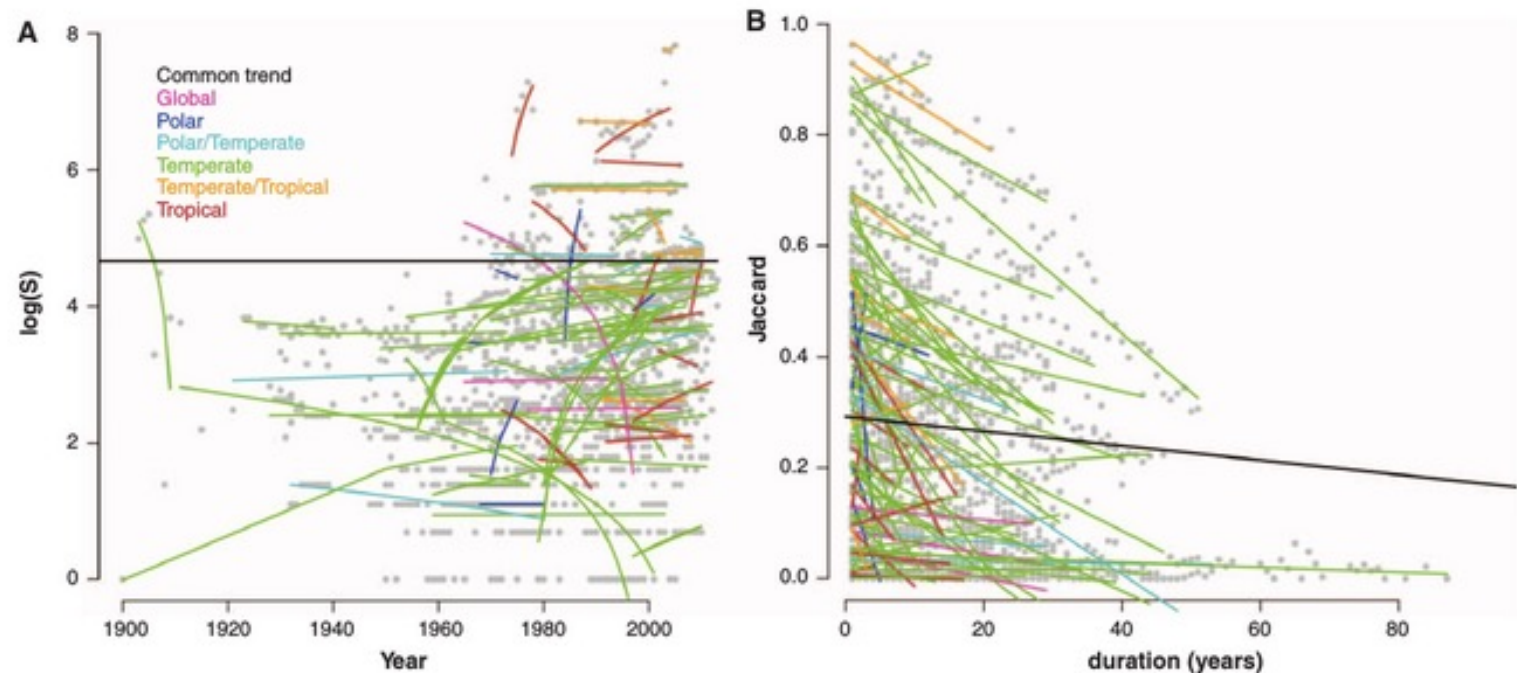 A
8
6
4
2
0
log(S)
Common trend
Global
Polar
Polar/Temperate
Temperate
Temperate/Tropical
Tropical
1900 1920 1940 1960 1980 2000
Year
B
1.0
0.8
0.6
0.4
0.2
0.0
Jaccard
0 20 40 60 80
duration (years)